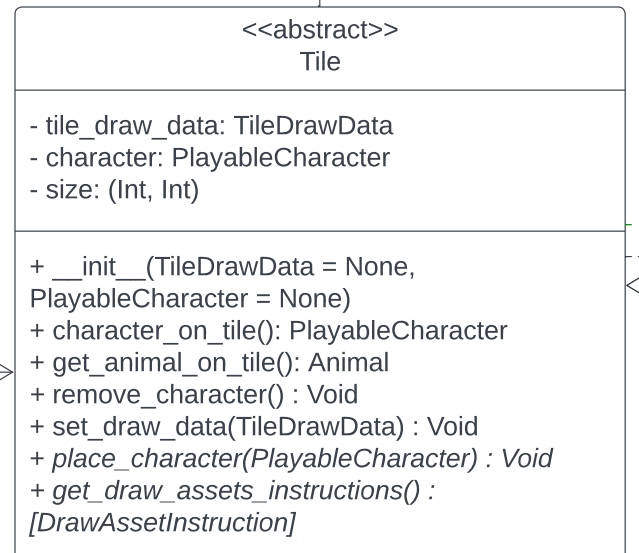 <<abstract>>
Tile
- tile_draw_data: TileDrawData
- character: PlayableCharacter
- size: (Int, Int)
+ __init__(TileDrawData = None,
PlayableCharacter = None)
+ character_on_tile(): PlayableCharacter
+ get_animal_on_tile(): Animal
+ remove_character() : Void
+ set_draw_data(TileDrawData) : Void
+ place_character(PlayableCharacter) : Void
+ get_draw_assets_instructions() :
[DrawAssetInstruction]